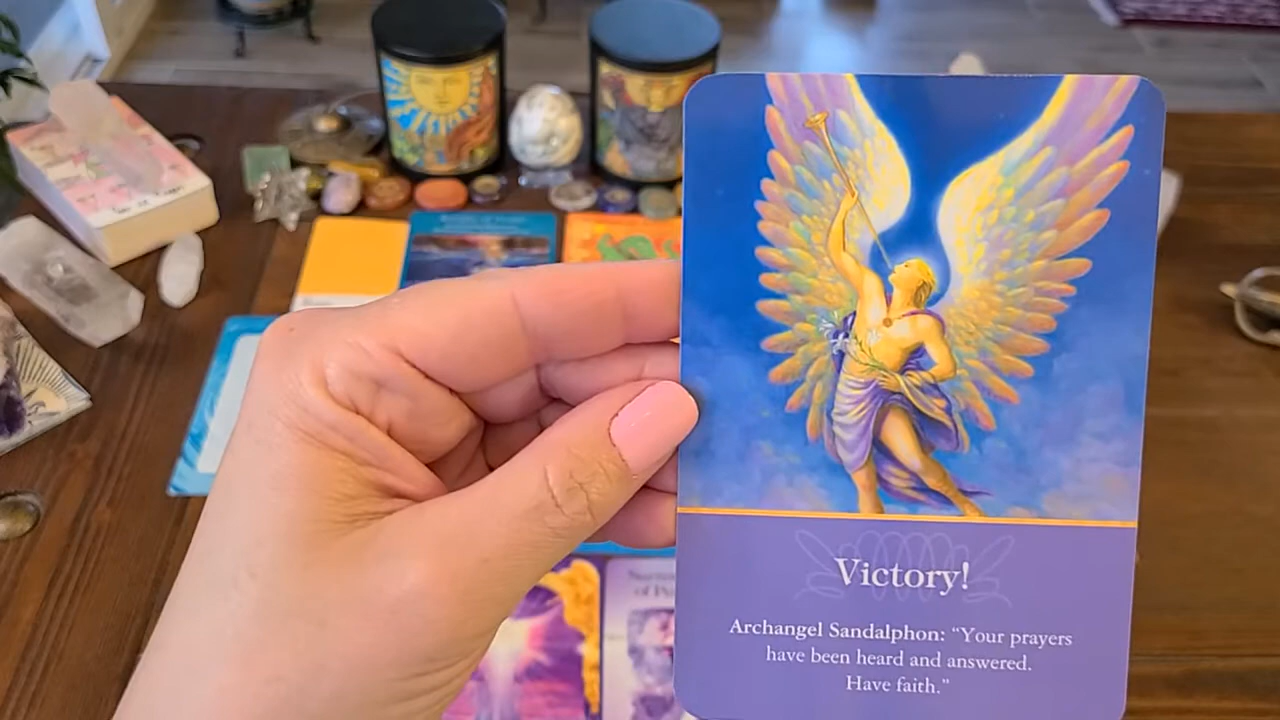 Victory!
Archangel Sandalphon: “Your prayers
have been heard and answered.
Have faith.”